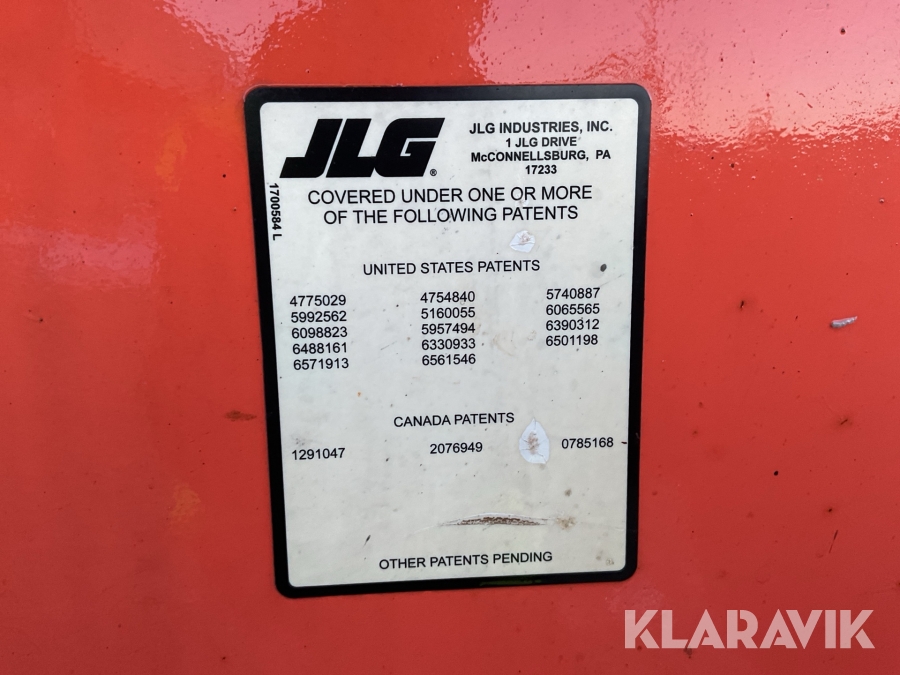 JLG®
JLG INDUSTRIES, INC.
1 JLG DRIVE
McCONNELLSBURG, PA
17233
1700584 L
COVERED UNDER ONE OR MORE
OF THE FOLLOWING PATENTS
UNITED STATES PATENTS
4775029 4754840 5740887
5992562 5160055 6065565
6098823 5957494 6390312
6488161 6330933 6501198
6571913 6561546
CANADA PATENTS
1291047 2076949 0785168
OTHER PATENTS PENDING
KLARAVIK